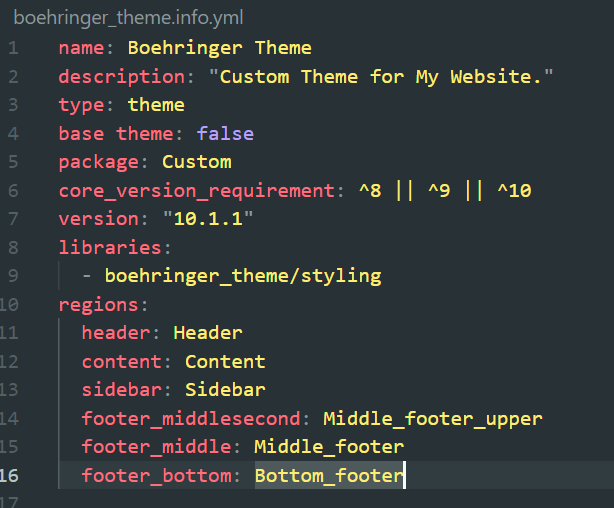 boehringer_theme.info.yml
1 name: Boehringer Theme
2 description: "Custom Theme for My Website."
3 type: theme
4 base theme: false
5 package: Custom
6 core_version_requirement: ^8 || ^9 || ^10
7 version: "10.1.1"
8 libraries:
9 - boehringer_theme/styling
10 regions:
11 header: Header
12 content: Content
13 sidebar: Sidebar
14 footer_middlesecond: Middle_footer_upper
15 footer_middle: Middle_footer
16 footer_bottom: Bottom_footer
17